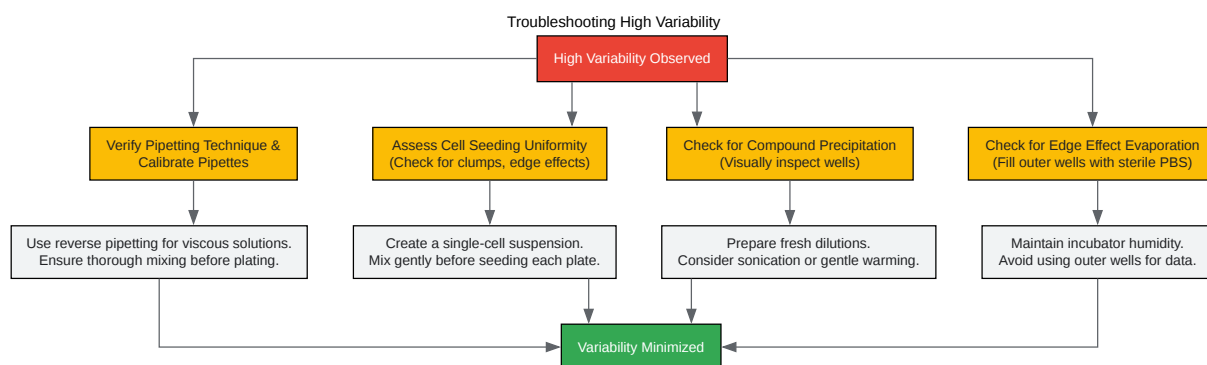 Troubleshooting High Variability
High Variability Observed
Verify Pipetting Technique &
Calibrate Pipettes
Assess Cell Seeding Uniformity
(Check for clumps, edge effects)
Check for Compound Precipitation
(Visually inspect wells)
Check for Edge Effect Evaporation
(Fill outer wells with sterile PBS)
Use reverse pipetting for viscous solutions.
Ensure thorough mixing before plating.
Create a single-cell suspension.
Mix gently before seeding each plate.
Prepare fresh dilutions.
Consider sonication or gentle warming.
Maintain incubator humidity.
Avoid using outer wells for data.
Variability Minimized